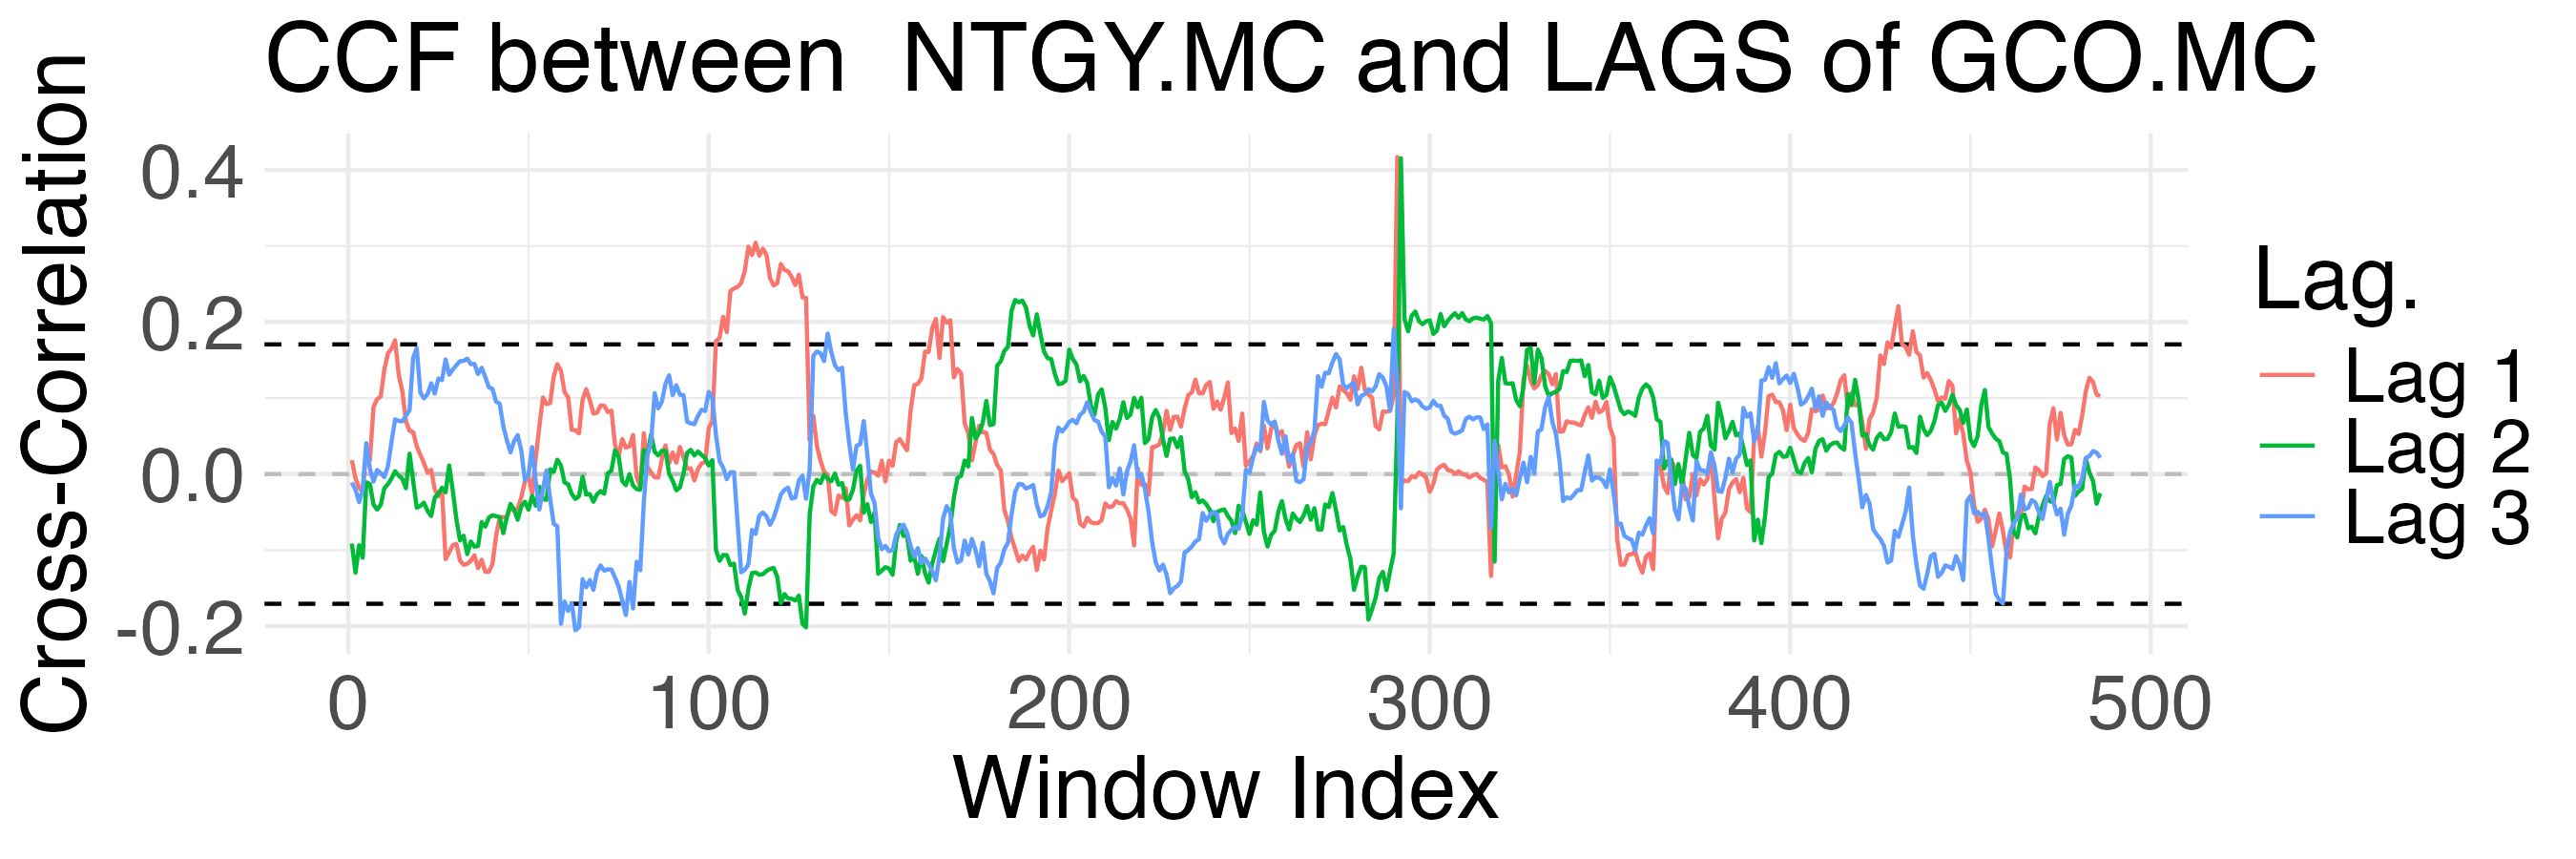 CCF between  NTGY.MC and LAGS of GCO.MC
Cross-Correlation
0.4
0.2
0.0
-0.2
0
100
200
300
400
500
Window Index
Lag.
Lag 1
Lag 2
Lag 3